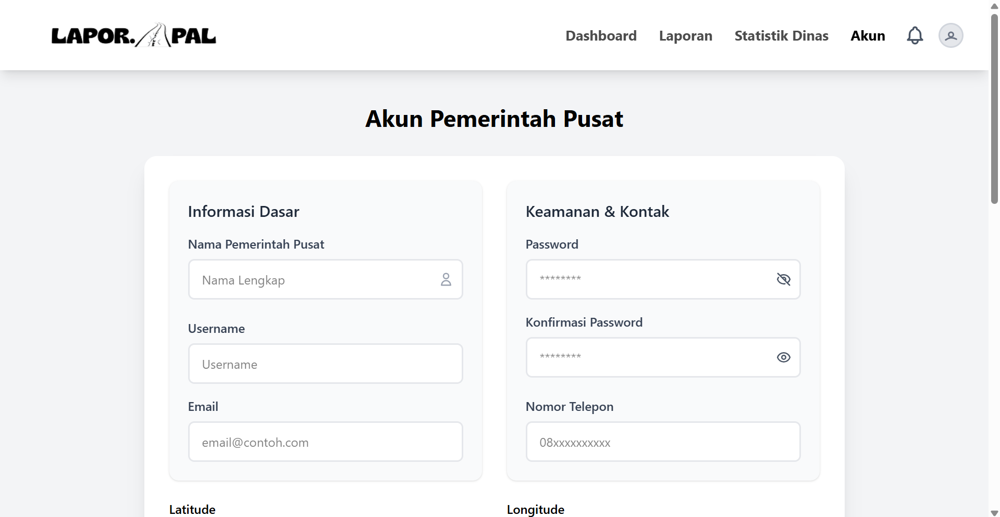 LAPOR. PAL
Dashboard
Laporan
Statistik Dinas
Akun
Akun Pemerintah Pusat
Informasi Dasar
Nama Pemerintah Pusat
Nama Lengkap
Username
Username
Email
email@contoh.com
Keamanan & Kontak
Password
********
Konfirmasi Password
********
Nomor Telepon
08xxxxxxxxxx
Latitude
Longitude